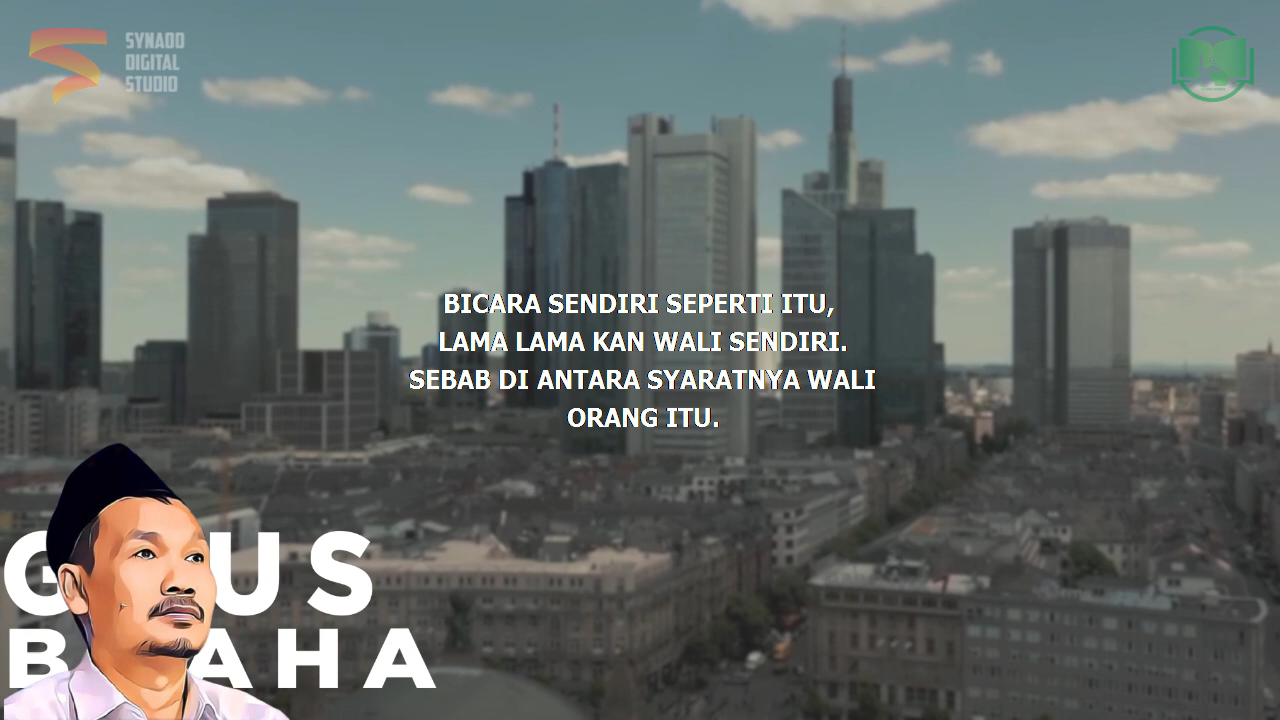 SYNADO
DIGITAL
STUDIO
BICARA SENDIRI SEPERTI ITU,
LAMA LAMA KAN WALI SENDIRI.
SEBAB DI ANTARA SYARATNYA WALI
ORANG ITU.
GUS
BAHA